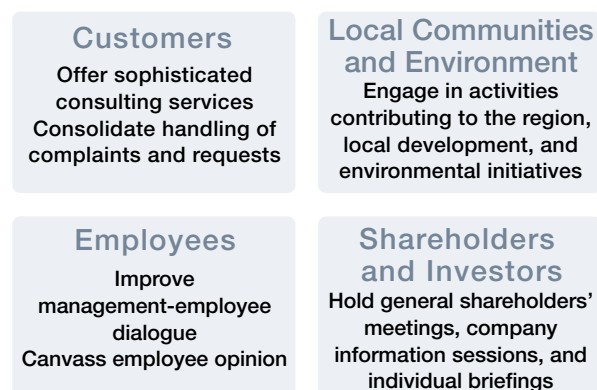 Customers
Offer sophisticated
consulting services
Consolidate handling of
complaints and requests
Local Communities
and Environment
Engage in activities
contributing to the region,
local development, and
environmental initiatives
Employees
Improve
management-employee
dialogue
Canvass employee opinion
Shareholders
and Investors
Hold general shareholders’
meetings, company
information sessions, and
individual briefings